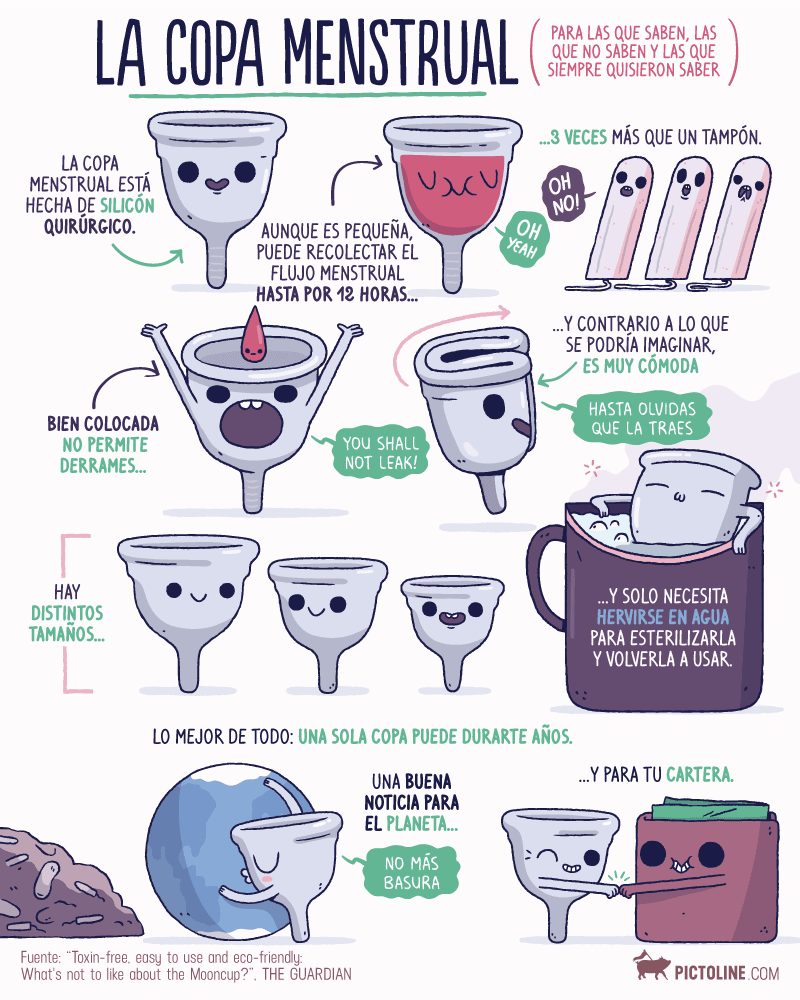 LA COPA MENSTRUAL
PARA LAS QUE SABEN, LAS
QUE NO SABEN Y LAS QUE
SIEMPRE QUISIERON SABER
LA COPA
MENSTRUAL ESTÁ
HECHA DE SILICÓN
QUIRÚRGICO.
AUNQUE ES PEQUEÑA,
PUEDE RECOLECTAR EL
FLUJO MENSTRUAL
HASTA POR 12 HORAS...
...3 VECES MÁS QUE UN TAMPÓN.
OH
NO!
OH
YEAH
BIEN COLOCADA
NO PERMITE
DERRAMES...
YOU SHALL
NOT LEAK!
...Y CONTRARIO A LO QUE
SE PODRÍA IMAGINAR,
ES MUY CÓMODA
HASTA OLVIDAS
QUE LA TRAES
HAY
DISTINTOS
TAMAÑOS...
...Y SOLO NECESITA
HERVIRSE EN AGUA
PARA ESTERILIZARLA
Y VOLVERLA A USAR.
LO MEJOR DE TODO: UNA SOLA COPA PUEDE DURARTE AÑOS.
UNA BUENA
NOTICIA PARA
EL PLANETA...
NO MÁS
BASURA
...Y PARA TU CARTERA.
Fuente: "Toxin-free, easy to use and eco-friendly:
What's not to like about the Mooncup?", THE GUARDIAN
PICTOLINE.COM